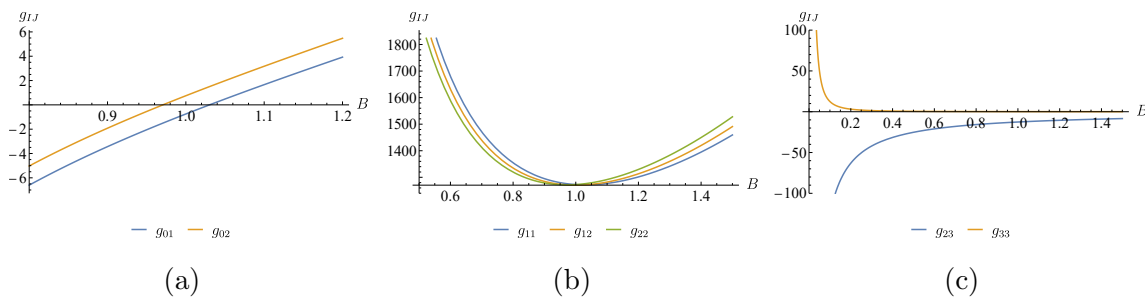 g_{IJ}
6
4
2
−2
−4
−6
0.9 1.0 1.1 1.2 B
g_{01} g_{02}
(a)
g_{IJ}
1800
1700
1600
1500
1400
0.6 0.8 1.0 1.2 1.4 B
g_{11} g_{12} g_{22}
(b)
g_{IJ}
100
50
−50
−100
0.2 0.4 0.6 0.8 1.0 1.2 1.4 B
g_{23} g_{33}
(c)